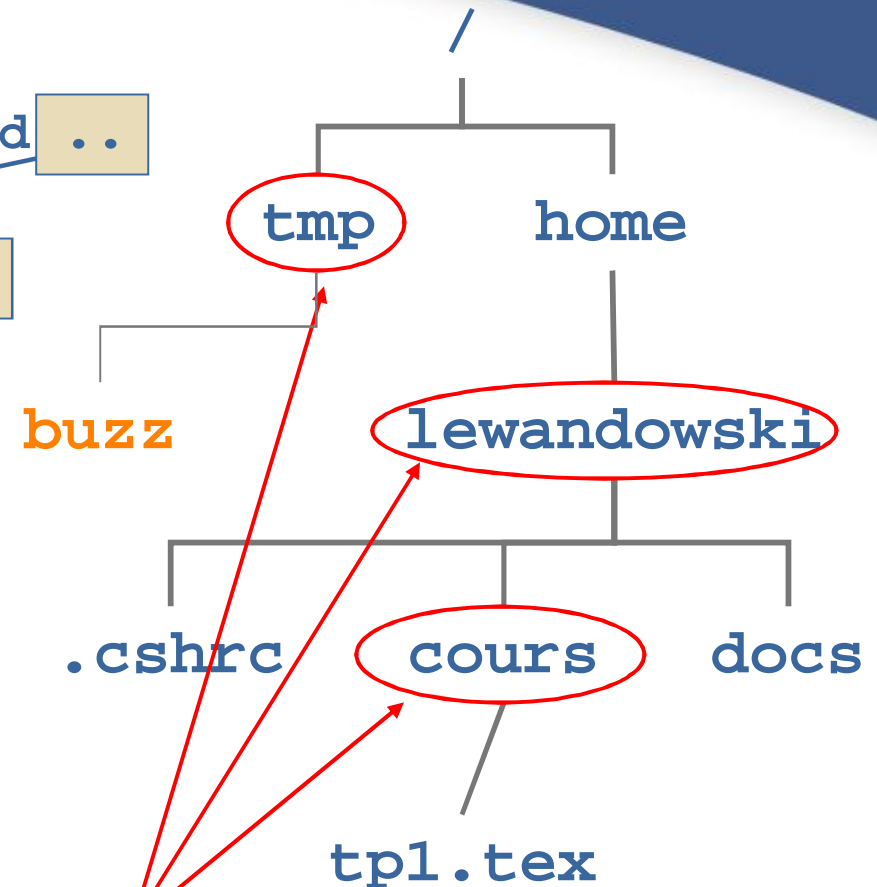 /
d ..
tmp home
buzz lewandowski
.cshrc cours docs
tp1.tex